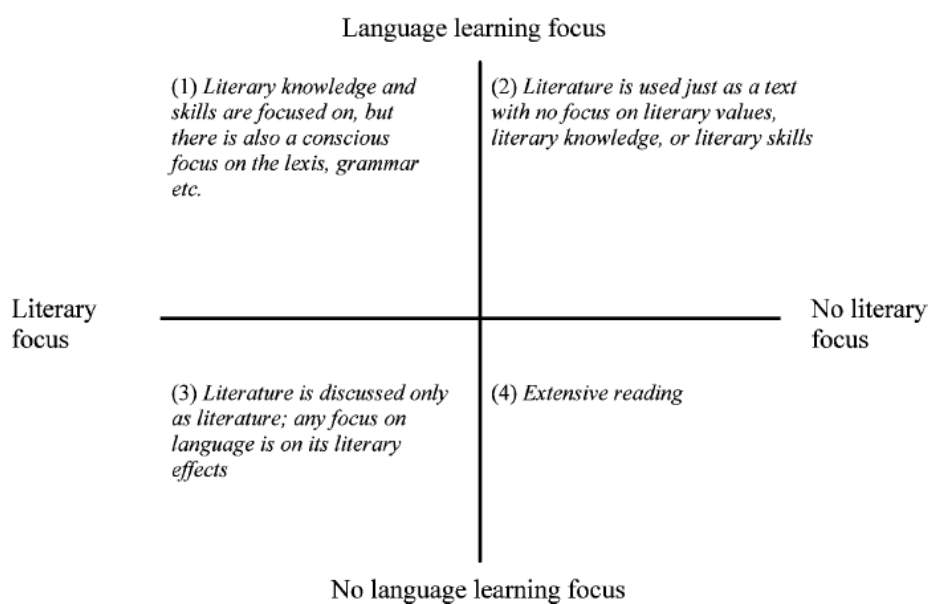 Language learning focus
(1) Literary knowledge and
skills are focused on, but
there is also a conscious
focus on the lexis, grammar
etc.
(2) Literature is used just as a text
with no focus on literary values,
literary knowledge, or literary skills
Literary
focus
No literary
focus
(3) Literature is discussed only
as literature; any focus on
language is on its literary
effects
(4) Extensive reading
No language learning focus